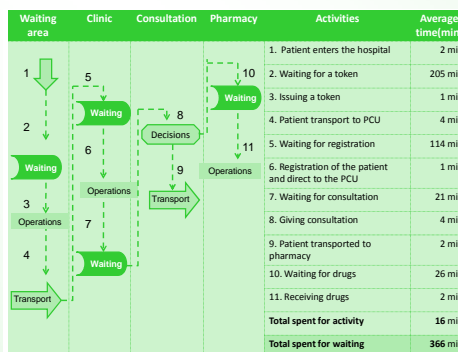 Waiting area
Clinic
Consultation
Pharmacy
Activities
Average time(min
1
2
Waiting
3
Operations
4
Transport
5
Waiting
6
Operations
7
Waiting
8
Decisions
9
Transport
10
Waiting
11
Operations
1. Patient enters the hospital
2 mi
2. Waiting for a token
205 mi
3. Issuing a token
1 mi
4. Patient transport to PCU
4 mi
5. Waiting for registration
114 mi
6. Registration of the patient
and direct to the PCU
1 mi
7. Waiting for consultation
21 mi
8. Giving consultation
4 mi
9. Patient transported to
pharmacy
2 mi
10. Waiting for drugs
26 mi
11. Receiving drugs
2 mi
Total spent for activity
16 mi
Total spent for waiting
366 mi